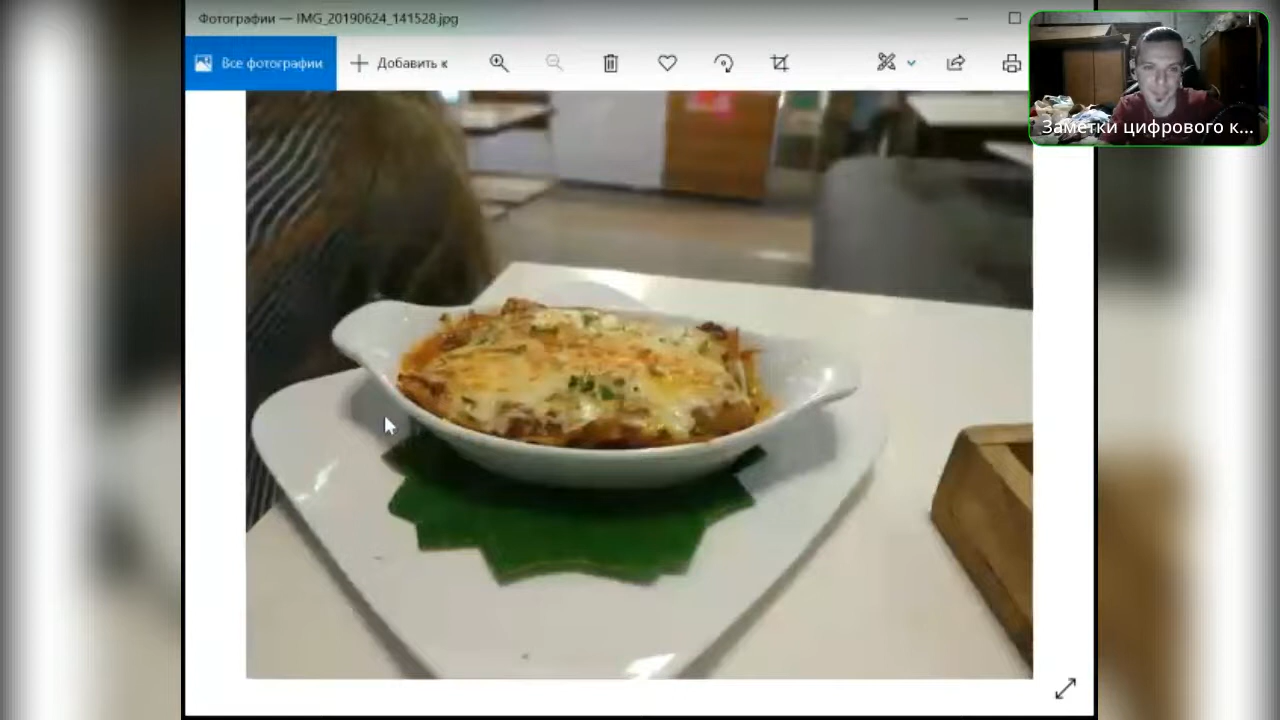 Фотографии — IMG_20190624_141528.jpg
Все фотографии
Добавить к
Заметки цифрового к...